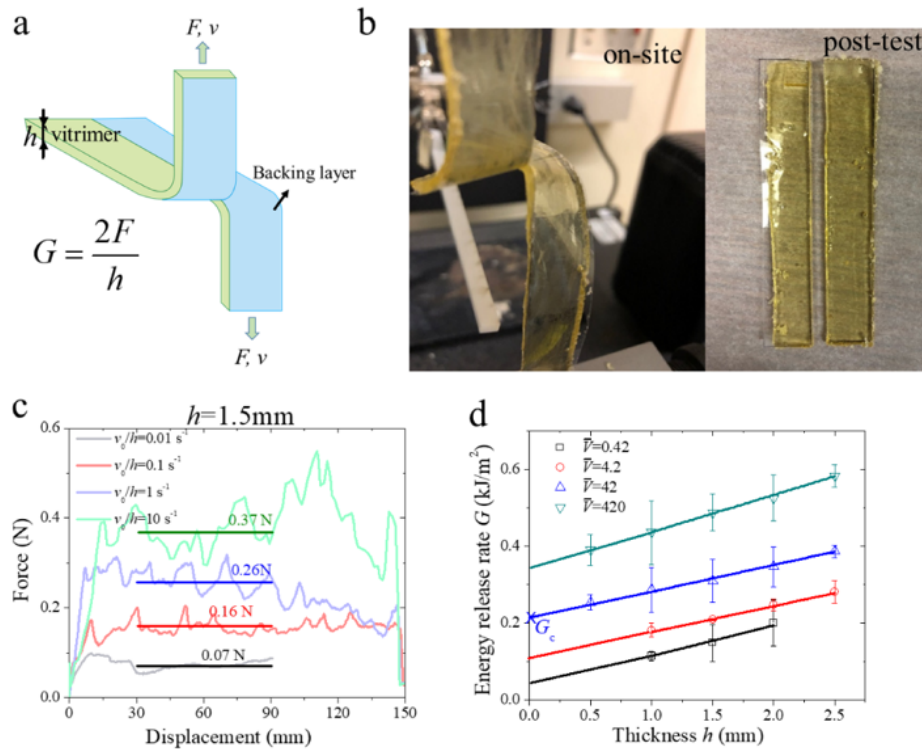 a
F, v
h
vitrimer
Backing layer
G = 2F/h
F, v
b
on-site
post-test
c
h=1.5mm
v₀/h=0.01 s⁻¹
v₀/h=0.1 s⁻¹
v₀/h=1 s⁻¹
v₀/h=10 s⁻¹
0.37 N
0.26N
0.16 N
0.07 N
0.6
0.4
0.2
0.0
0 30 60 90 120 150
Force (N)
Displacement (mm)
d
V̄=0.42
V̄=4.2
V̄=42
V̄=420
G_c
0.6
0.4
0.2
0.0
0.0 0.5 1.0 1.5 2.0 2.5
Energy release rate G (kJ/m²)
Thickness h (mm)